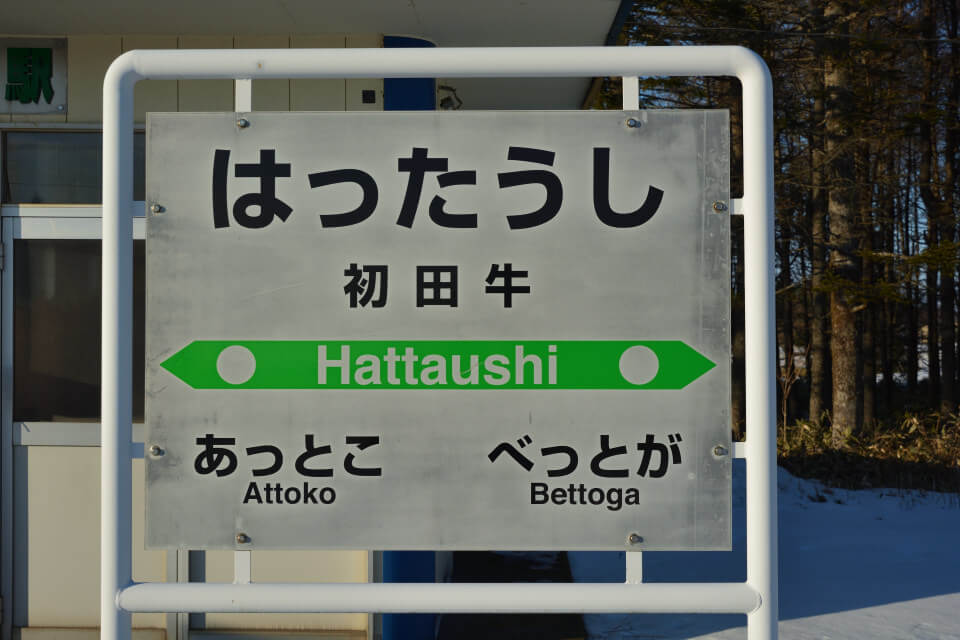 駅
はったうし
初田牛
Hattaushi
あっとこ
Attoko
べっとが
Bettoga